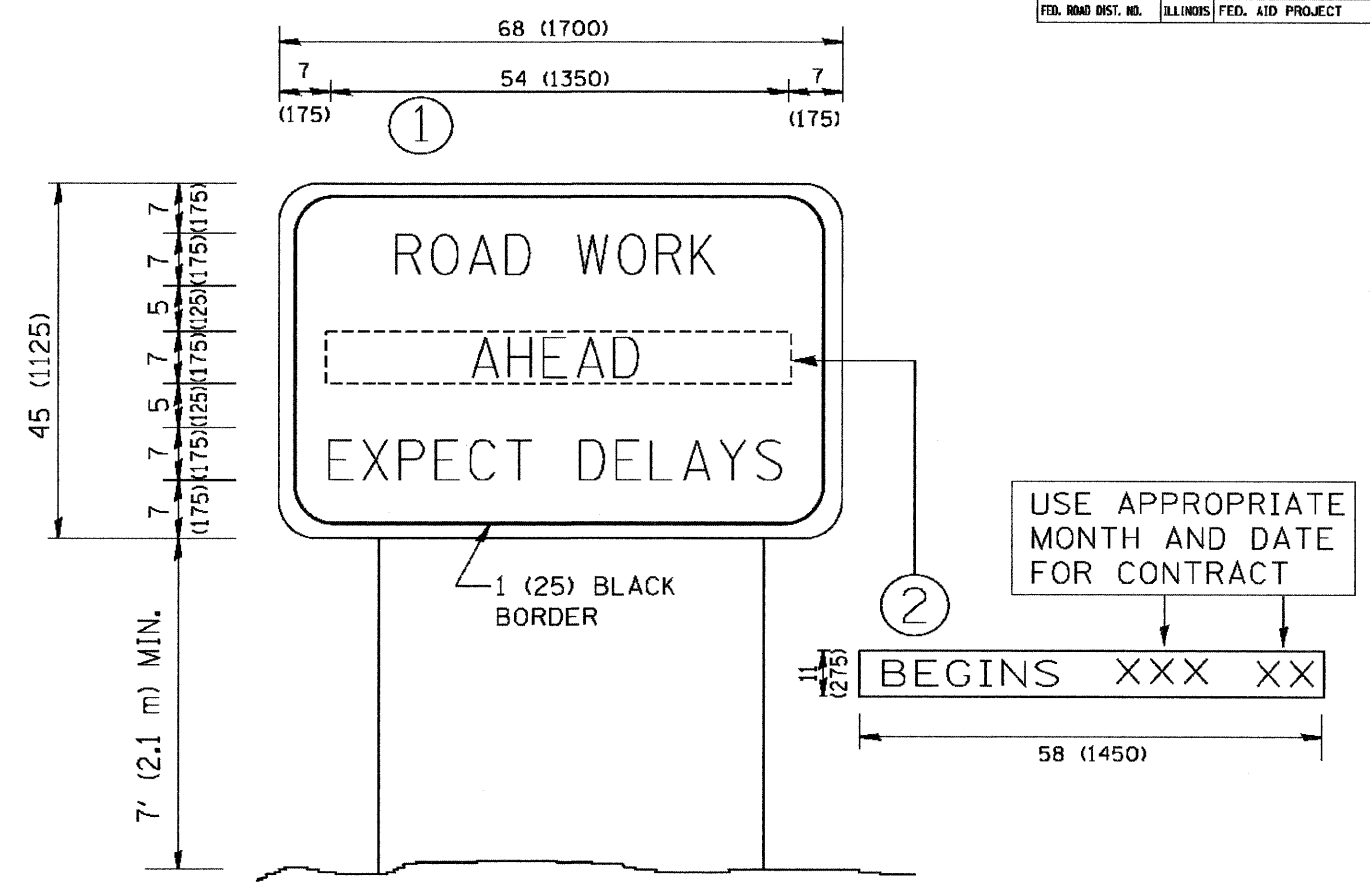 FED. ROAD DIST. NO. ILLINOIS FED. AID PROJECT
68 (1700)
7 54 (1350) 7
(175) (175)
1
45 (1125)
7 (175)
7 (175)
5 (125)
7 (175)
5 (125)
7 (175)
7 (175)
ROAD WORK
AHEAD
EXPECT DELAYS
1 (25) BLACK
BORDER
7' (2.1 m) MIN.
2
USE APPROPRIATE
MONTH AND DATE
FOR CONTRACT
11
(275)
BEGINS XXX XX
58 (1450)